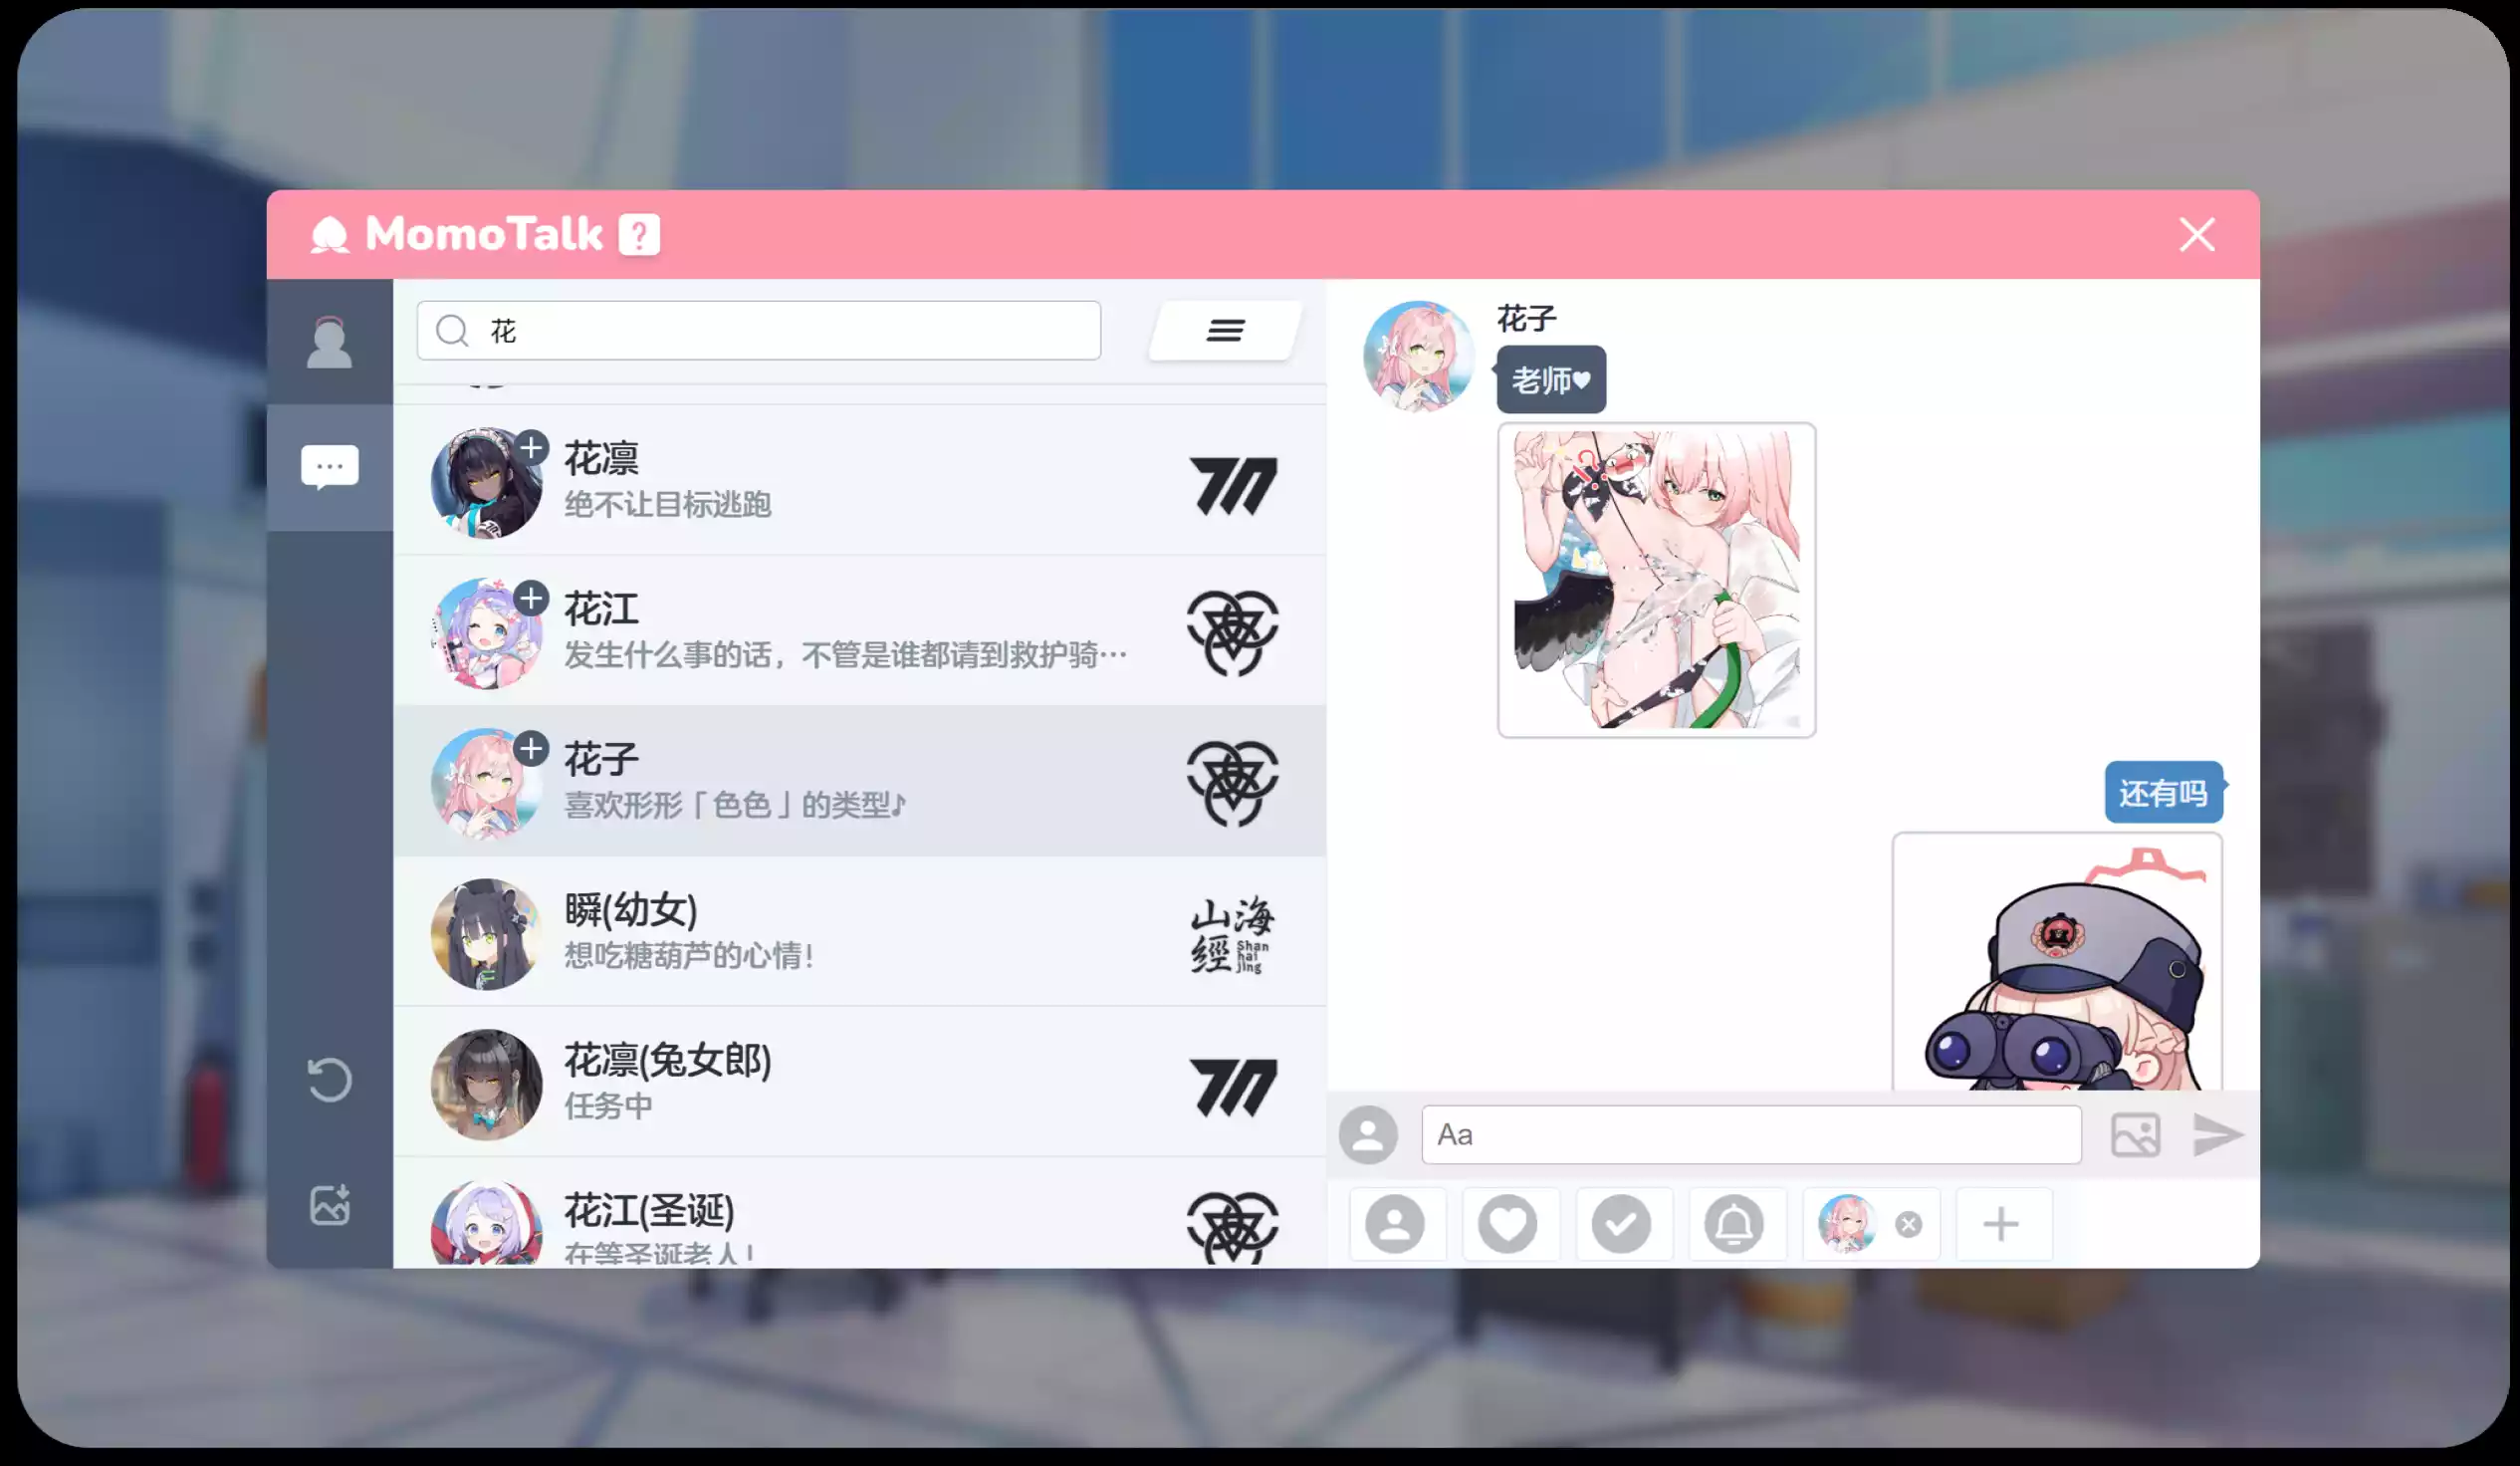 MomoTalk ?
花
花凛
绝不让目标逃跑
花江
发生什么事的话，不管是谁都请到救护骑…
花子
喜欢形形「色色」的类型♪
瞬(幼女)
想吃糖葫芦的心情！
山海
經 Shan
hai
jing
花凛(兔女郎)
任务中
花江(圣诞)
在等圣诞老人！
花子
老师♥
!?
还有吗
Aa